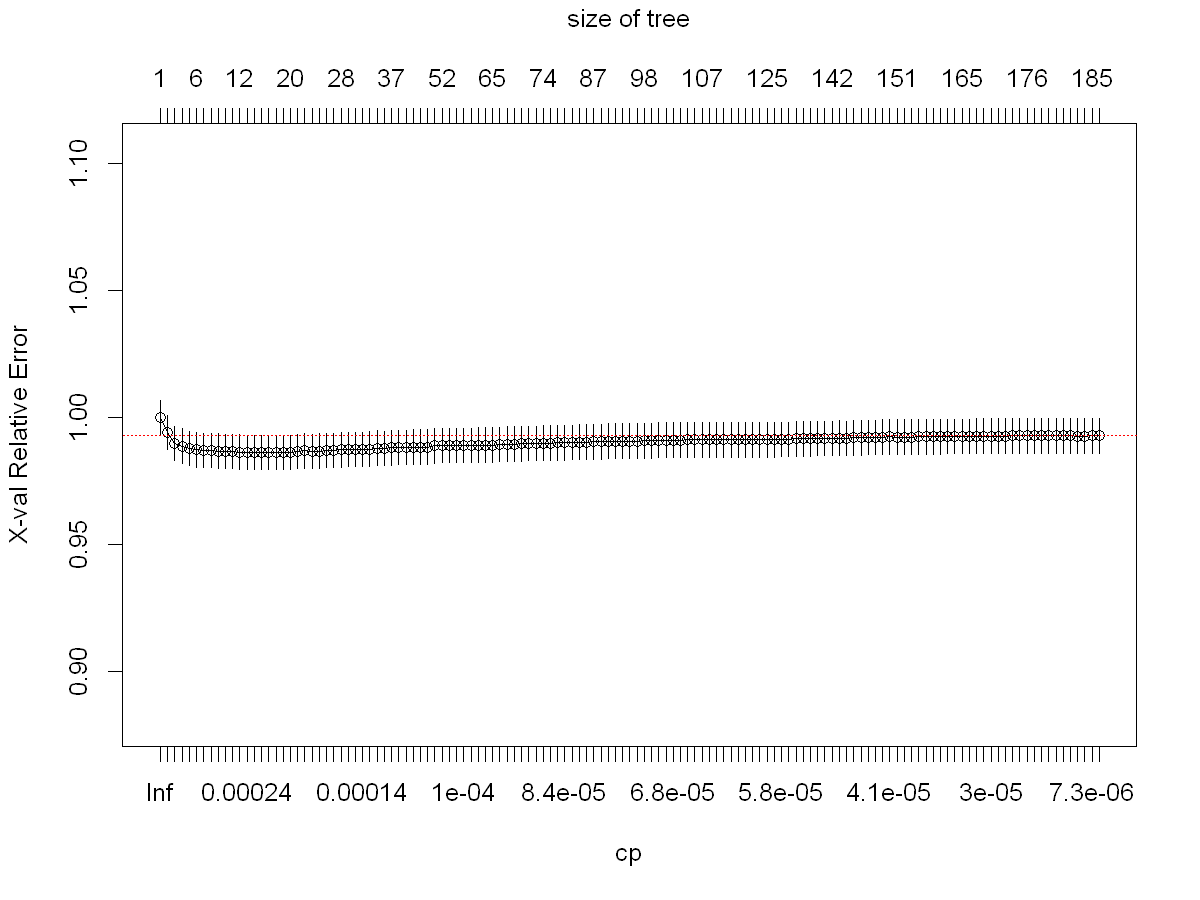 size of tree
1 6 12 20 28 37 52 65 74 87 98 107 125 142 151 165 176 185
X-val Relative Error
1.10
1.05
1.00
0.95
0.90
Inf 0.00024 0.00014 1e-04 8.4e-05 6.8e-05 5.8e-05 4.1e-05 3e-05 7.3e-06
cp